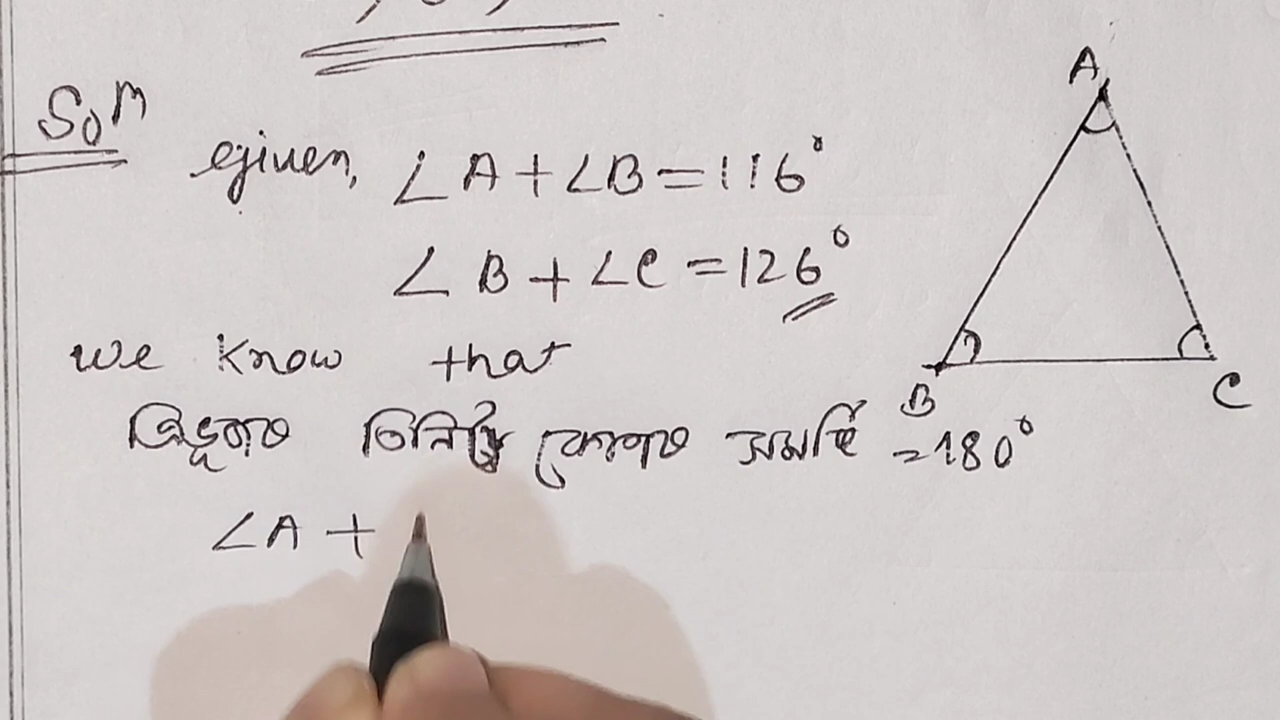 Soln
given, ∠A+∠B=116°
∠B+∠C=126°
we know that
ত্রিভূজের তিনটি কোণের সমষ্টি =180°
∠A +
A
B
C